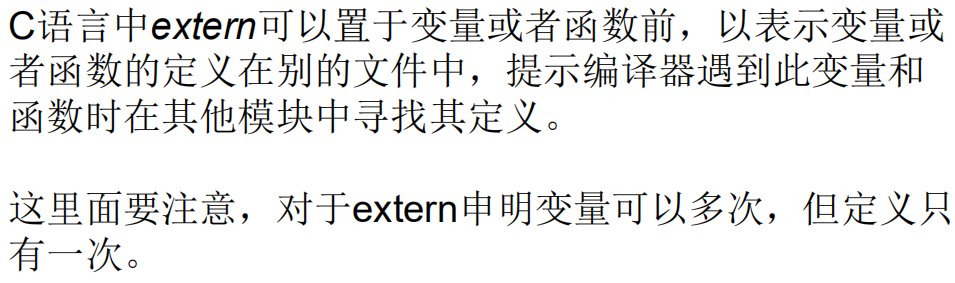 C语言中extern可以置于变量或者函数前，以表示变量或
者函数的定义在别的文件中，提示编译器遇到此变量和
函数时在其他模块中寻找其定义。
这里面要注意，对于extern申明变量可以多次，但定义只
有一次。